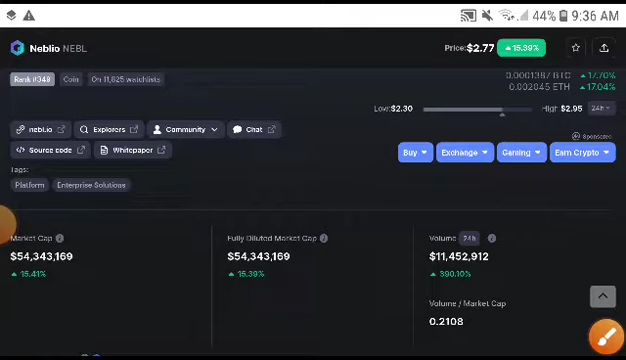 44% 9:36 AM
Neblio NEBL Price:$2.77 15.39%
Rank #349 Coin On 11,625 watchlists
0.0001387 BTC 17.70%
0.002045 ETH 17.04%
Low:$2.30 High $2.95 24h
nebl.io Explorers Community Chat
Sponsored
Source code Whitepaper
Buy Exchange Gaming Earn Crypto
Tags:
Platform Enterprise Solutions
Market Cap Fully Diluted Market Cap Volume 24h
$54,343,169 $54,343,169 $11,452,912
15.41% 15.39% 390.10%
Volume / Market Cap
0.2108